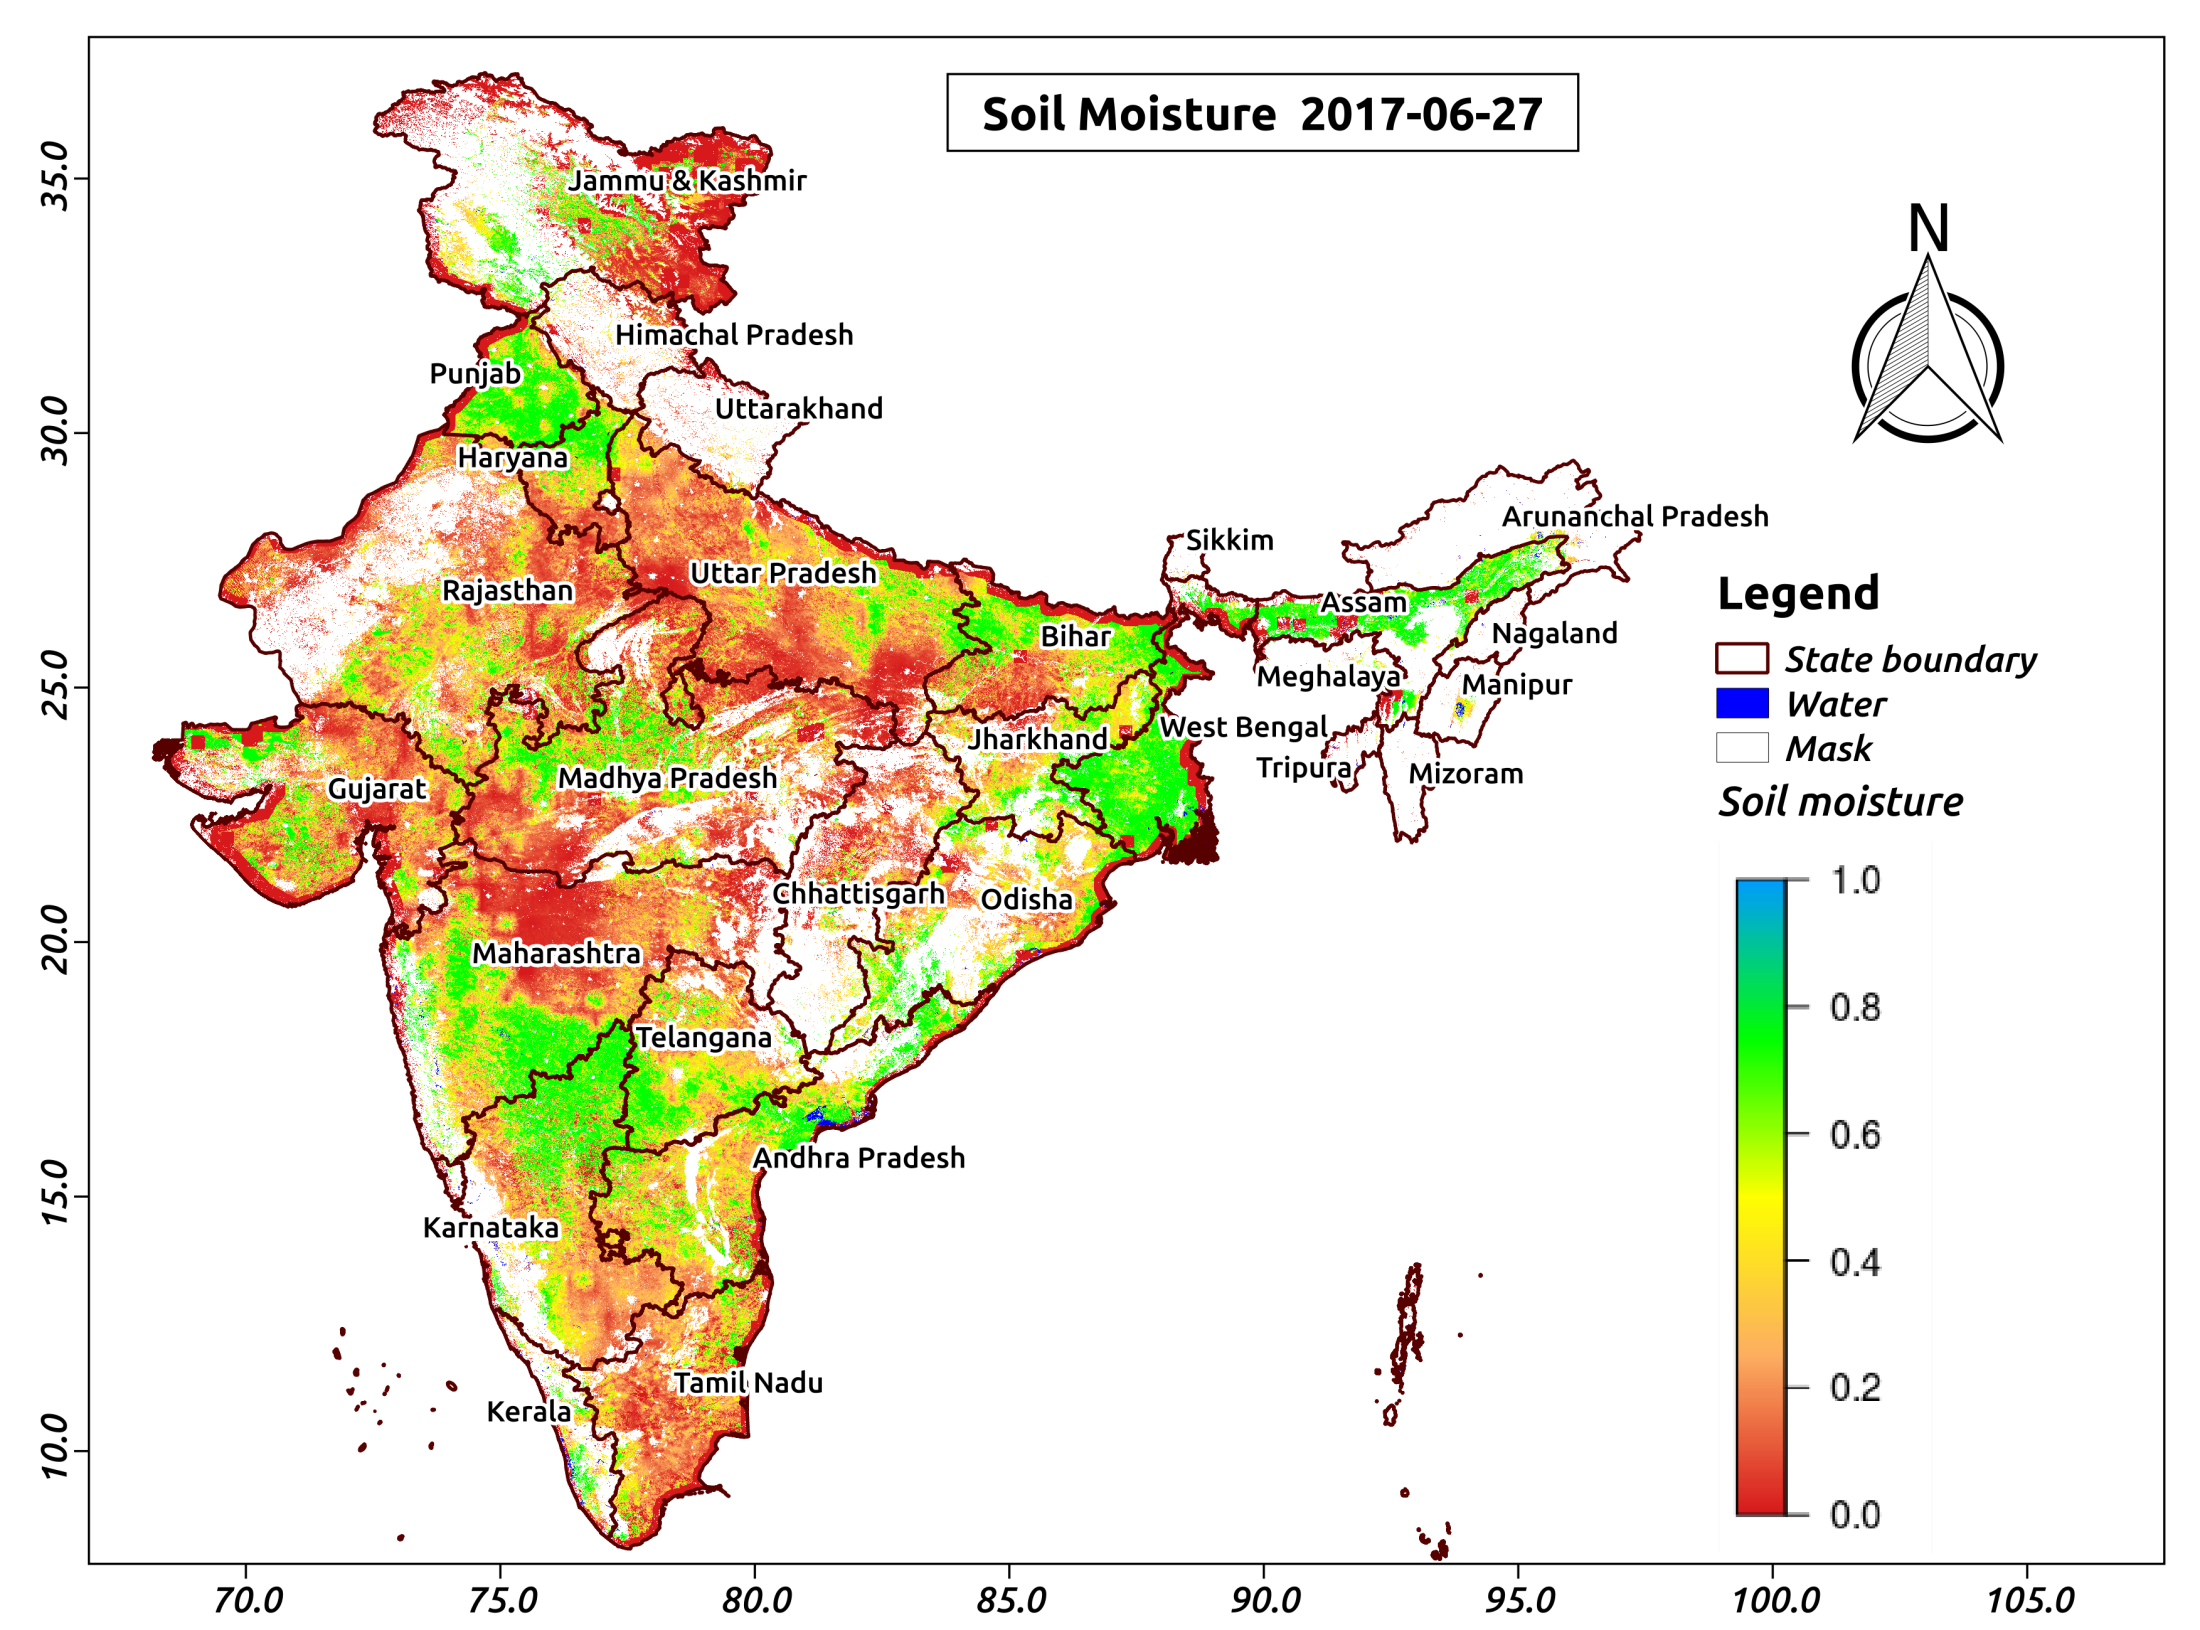 Soil Moisture 2017-06-27
N
35.0
30.0
25.0
20.0
15.0
10.0
Jammu & Kashmir
Himachal Pradesh
Punjab
Uttarakhand
Haryana
Arunanchal Pradesh
Sikkim
Uttar Pradesh
Rajasthan
Assam
Bihar
Nagaland
Meghalaya
Manipur
West Bengal
Jharkhand
Tripura
Mizoram
Madhya Pradesh
Gujarat
Chhattisgarh
Odisha
Maharashtra
Telangana
Andhra Pradesh
Karnataka
Tamil Nadu
Kerala
Legend
State boundary
Water
Mask
Soil moisture
1.0
0.8
0.6
0.4
0.2
0.0
70.0 75.0 80.0 85.0 90.0 95.0 100.0 105.0